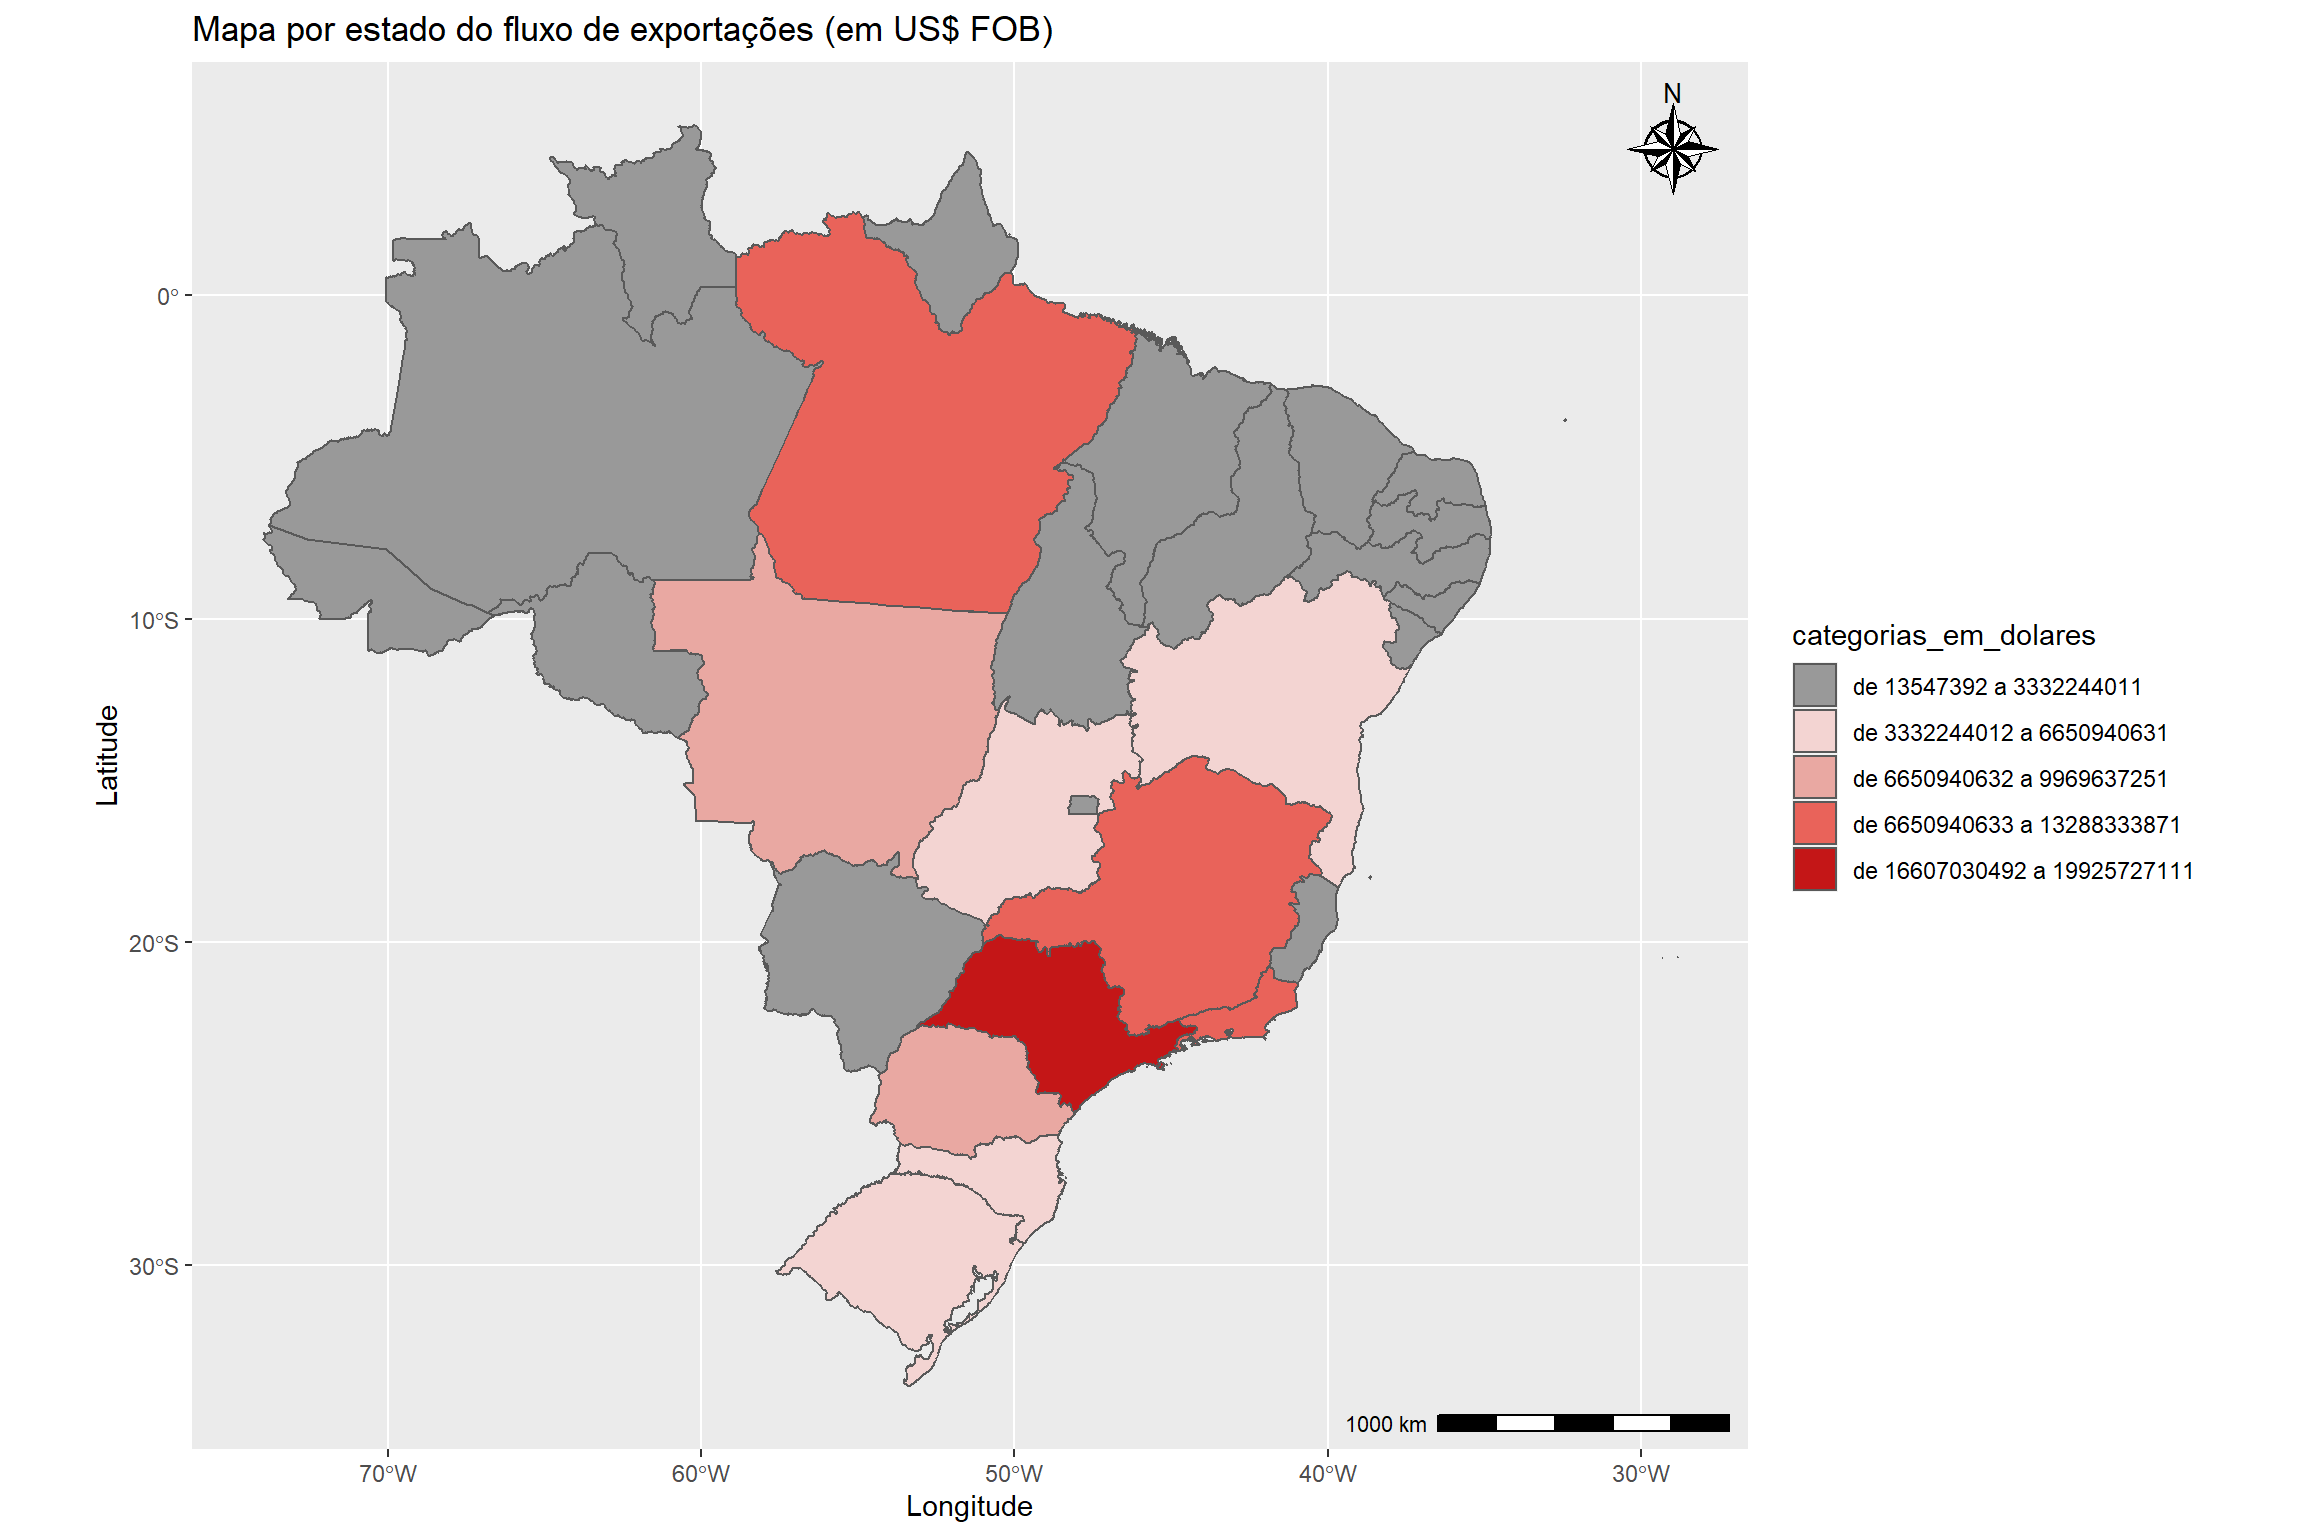 Mapa por estado do fluxo de exportações (em US$ FOB)
N
0°
10°S
20°S
30°S
Latitude
70°W
60°W
50°W
40°W
30°W
Longitude
1000 km
categorias_em_dolares
de 13547392 a 3332244011
de 3332244012 a 6650940631
de 6650940632 a 9969637251
de 6650940633 a 13288333871
de 16607030492 a 19925727111